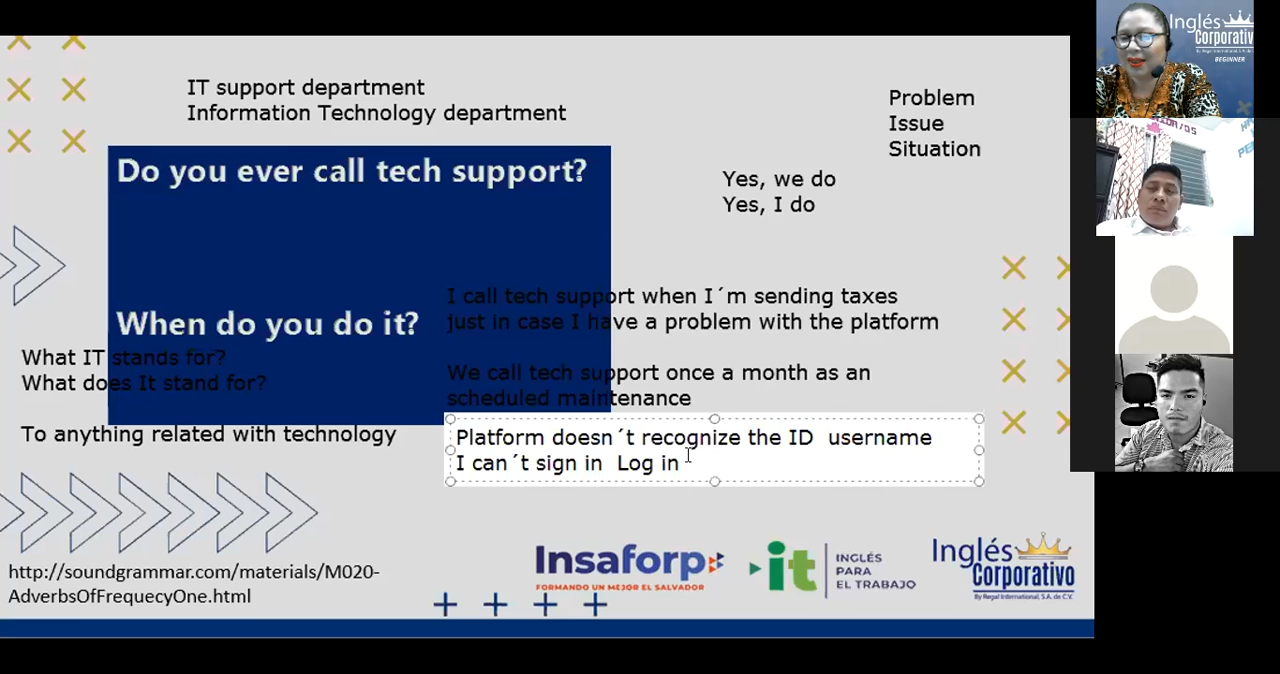 IT support department
Information Technology department
Problem
Issue
Situation
Do you ever call tech support?
Yes, we do
Yes, I do
I call tech support when I´m sending taxes
just in case I have a problem with the platform
When do you do it?
What IT stands for?
What does It stand for?
We call tech support once a month as an
scheduled maintenance
To anything related with technology
Platform doesn´t recognize the ID  username
I can´t sign in  Log in
http://soundgrammar.com/materials/M020-
AdverbsOfFrequecyOne.html
Insaforp
FORMANDO UN MEJOR EL SALVADOR
it
INGLÉS
PARA
EL TRABAJO
Inglés
Corporativo
By Regal International, S.A. de C.V.
Inglés
Corporativo
By Regal International, S.A. de C.V.
BEGINNER